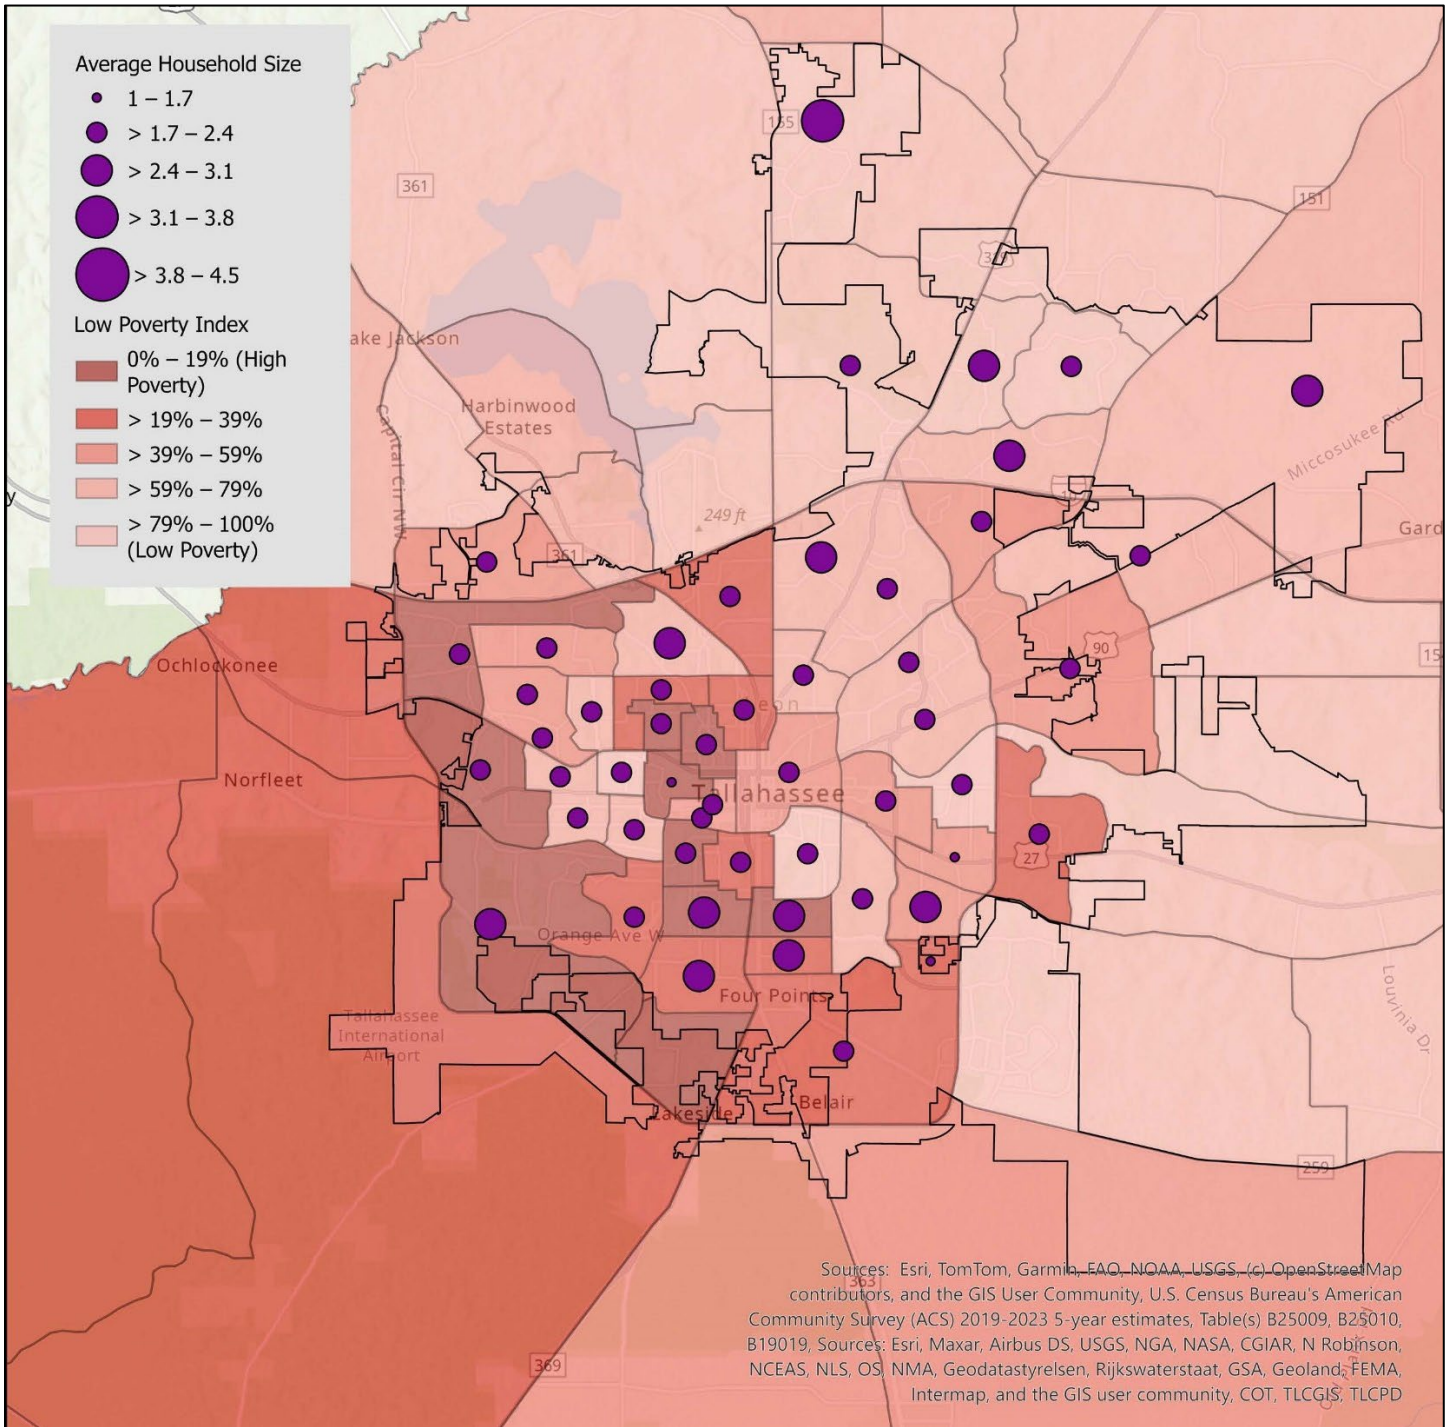 Average Household Size
1 – 1.7
> 1.7 – 2.4
> 2.4 – 3.1
> 3.1 – 3.8
> 3.8 – 4.5
Low Poverty Index
0% – 19% (High
Poverty)
> 19% – 39%
> 39% – 59%
> 59% – 79%
> 79% – 100%
(Low Poverty)
155
361
151
319
ake Jackson
Harbinwood
Estates
Capital Cir NW
Miccosukee Rd
y
10
249 ft
Gard
361
90
15
Ochlockonee
eon
Norfleet
Tallahassee
27
Orange Ave W
Four Points
Tallahassee
International
Airport
Louvinia Dr
Lakeside
Belair
259
363
369
Sources: Esri, TomTom, Garmin, FAO, NOAA, USGS, (c) OpenStreetMap
contributors, and the GIS User Community, U.S. Census Bureau's American
Community Survey (ACS) 2019-2023 5-year estimates, Table(s) B25009, B25010,
B19019, Sources: Esri, Maxar, Airbus DS, USGS, NGA, NASA, CGIAR, N Robinson,
NCEAS, NLS, OS, NMA, Geodatastyrelsen, Rijkswaterstaat, GSA, Geoland, FEMA,
Intermap, and the GIS user community, COT, TLCGIS, TLCPD